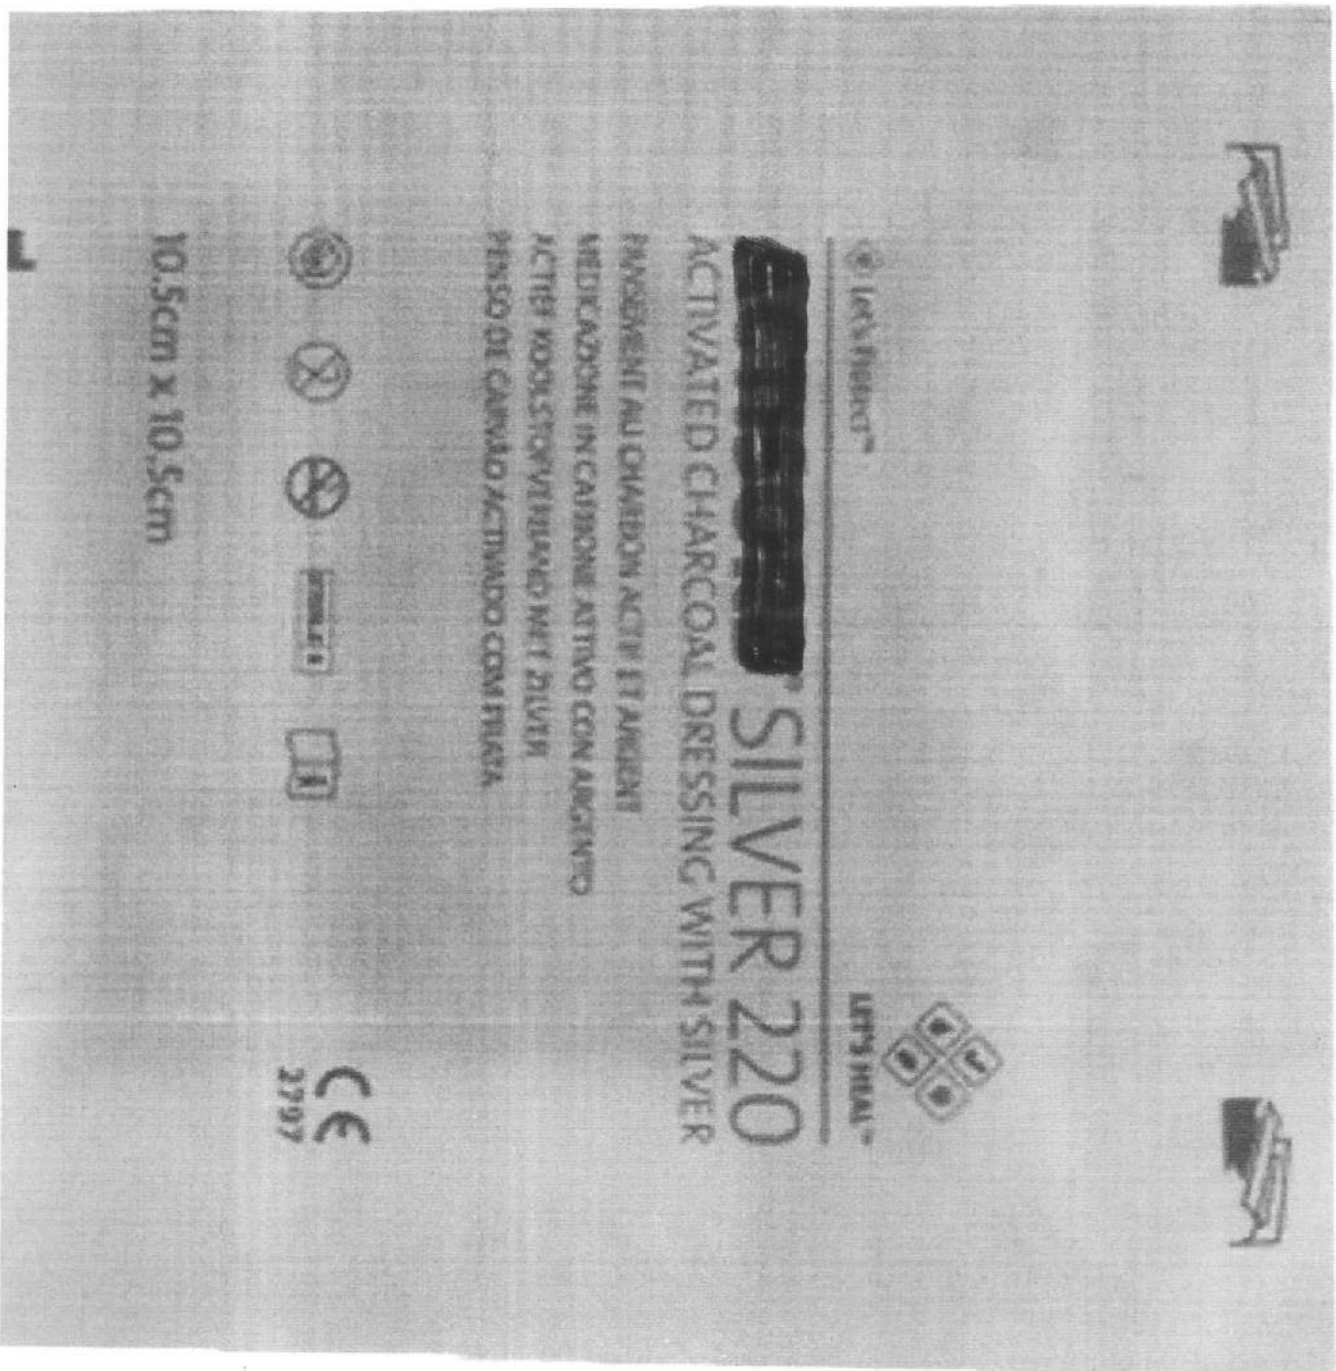 LET'S HEAL™
Let's Protect™
SILVER 220
ACTIVATED CHARCOAL DRESSING WITH SILVER
PANSEMENT AU CHARBON ACTIF ET ARGENT
MEDICAZIONE IN CARBONE ATTIVO CON ARGENTO
ACTIEF KOOLSTOFVERBAND MET ZILVER
PENSO DE CARVÃO ACTIVADO COM PRATA
STERILE R
CE
2797
10.5cm x 10.5cm